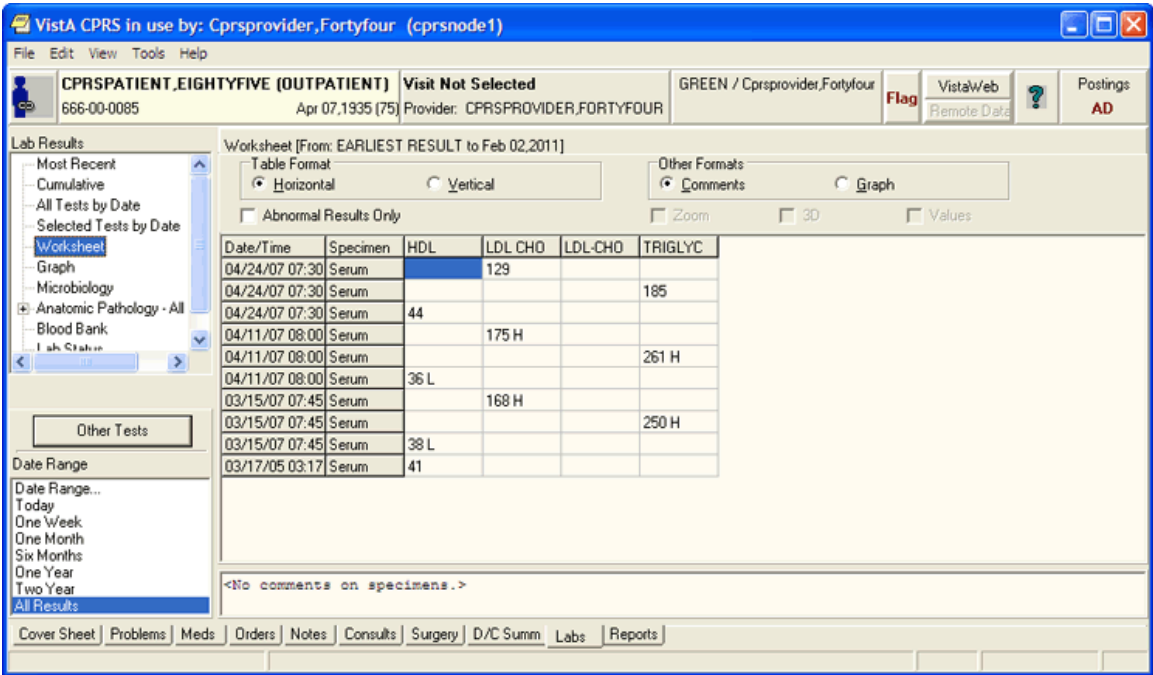 VistA CPRS in use by: Cprsprovider,Fortyfour (cprsnode1)
File Edit View Tools Help
CPRSPATIENT,EIGHTYFIVE (OUTPATIENT) Visit Not Selected GREEN / Cprsprovider,Fortyfour Flag VistaWeb ? Postings
666-00-0085 Apr 07,1935 (75) Provider: CPRSPROVIDER,FORTYFOUR Remote Data AD
Lab Results
Most Recent
Cumulative
All Tests by Date
Selected Tests by Date
Worksheet
Graph
Microbiology
Anatomic Pathology - All
Blood Bank
Lab Status
Other Tests
Date Range
Date Range...
Today
One Week
One Month
Six Months
One Year
Two Year
All Results
Worksheet [From: EARLIEST RESULT to Feb 02,2011]
Table Format Other Formats
Horizontal Vertical Comments Graph
Abnormal Results Only Zoom 3D Values
Date/Time Specimen HDL LDL CHO LDL-CHO TRIGLYC
04/24/07 07:30 Serum 129
04/24/07 07:30 Serum 185
04/24/07 07:30 Serum 44
04/11/07 08:00 Serum 175 H
04/11/07 08:00 Serum 261 H
04/11/07 08:00 Serum 36 L
03/15/07 07:45 Serum 168 H
03/15/07 07:45 Serum 250 H
03/15/07 07:45 Serum 38 L
03/17/05 03:17 Serum 41
<No comments on specimens.>
Cover Sheet Problems Meds Orders Notes Consults Surgery D/C Summ Labs Reports